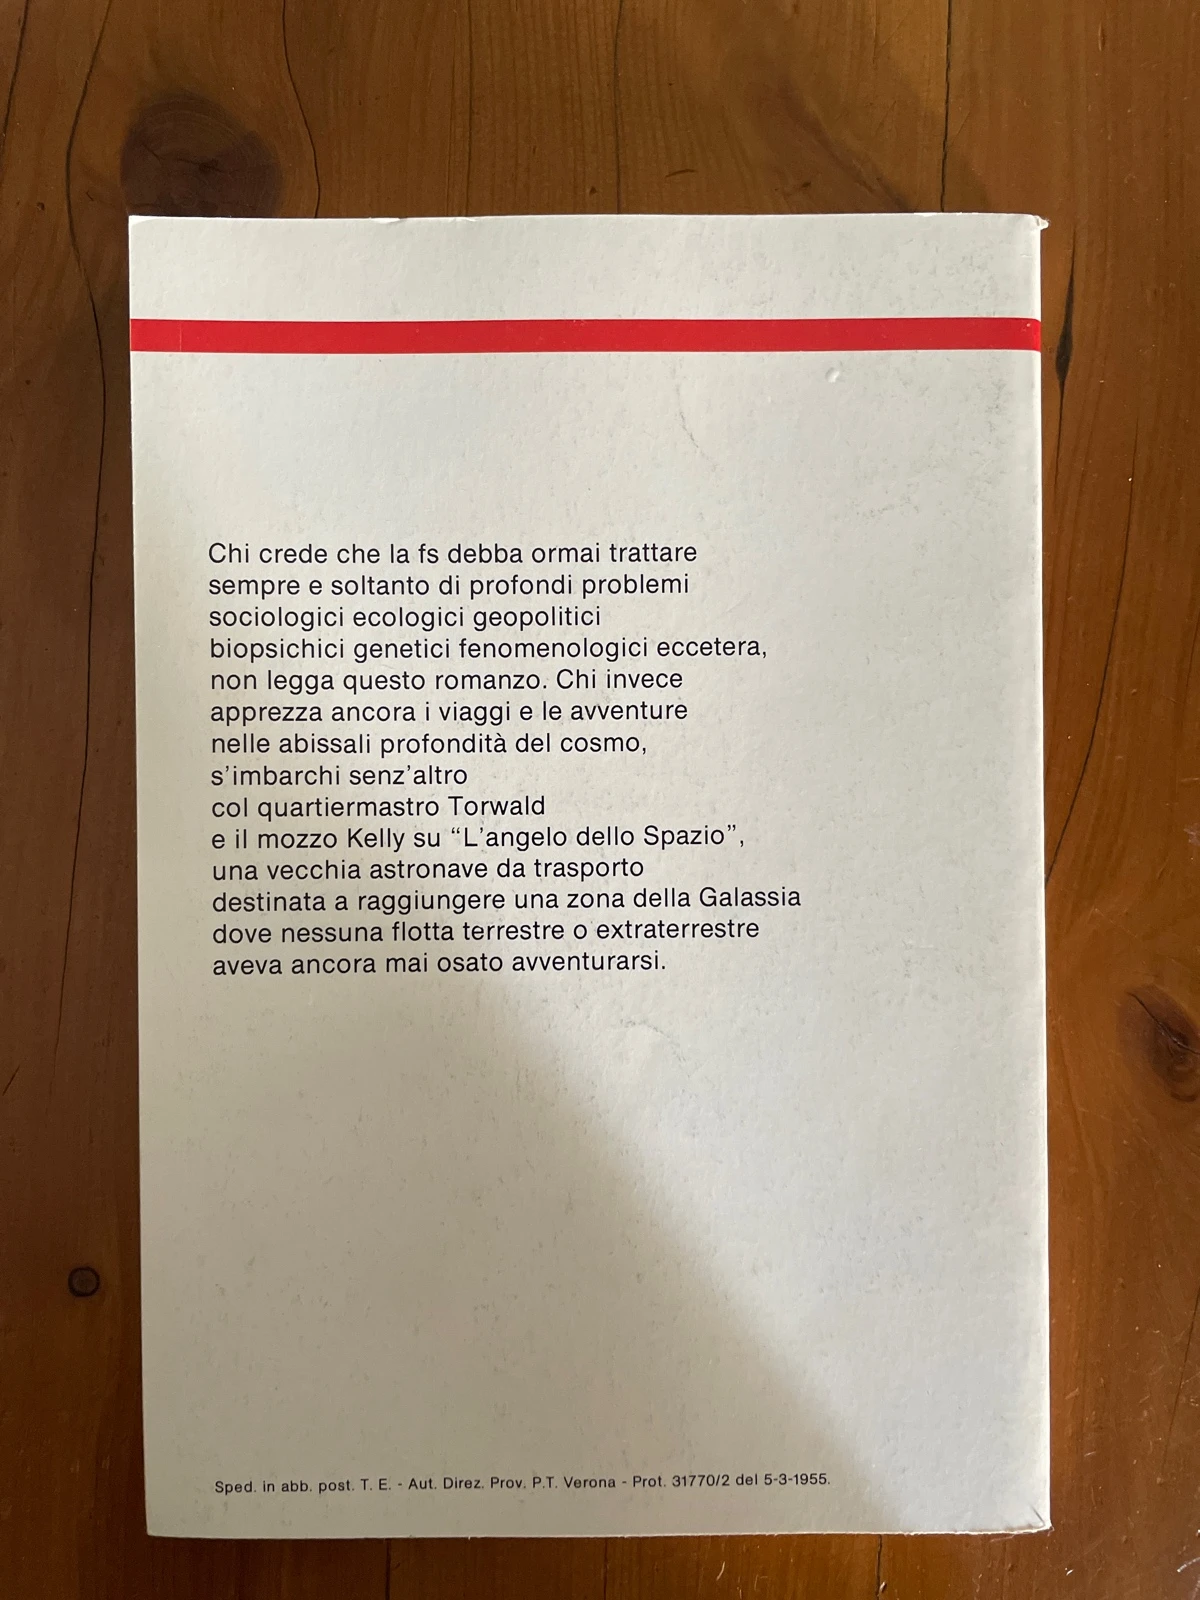 Chi crede che la fs debba ormai trattare
sempre e soltanto di profondi problemi
sociologici ecologici geopolitici
biopsichici genetici fenomenologici eccetera,
non legga questo romanzo. Chi invece
apprezza ancora i viaggi e le avventure
nelle abissali profondità del cosmo,
s'imbarchi senz'altro
col quartiermastro Torwald
e il mozzo Kelly su “L'angelo dello Spazio”,
una vecchia astronave da trasporto
destinata a raggiungere una zona della Galassia
dove nessuna flotta terrestre o extraterrestre
aveva ancora mai osato avventurarsi.
Sped. in abb. post. T. E. - Aut. Direz. Prov. P.T. Verona - Prot. 31770/2 del 5-3-1955.